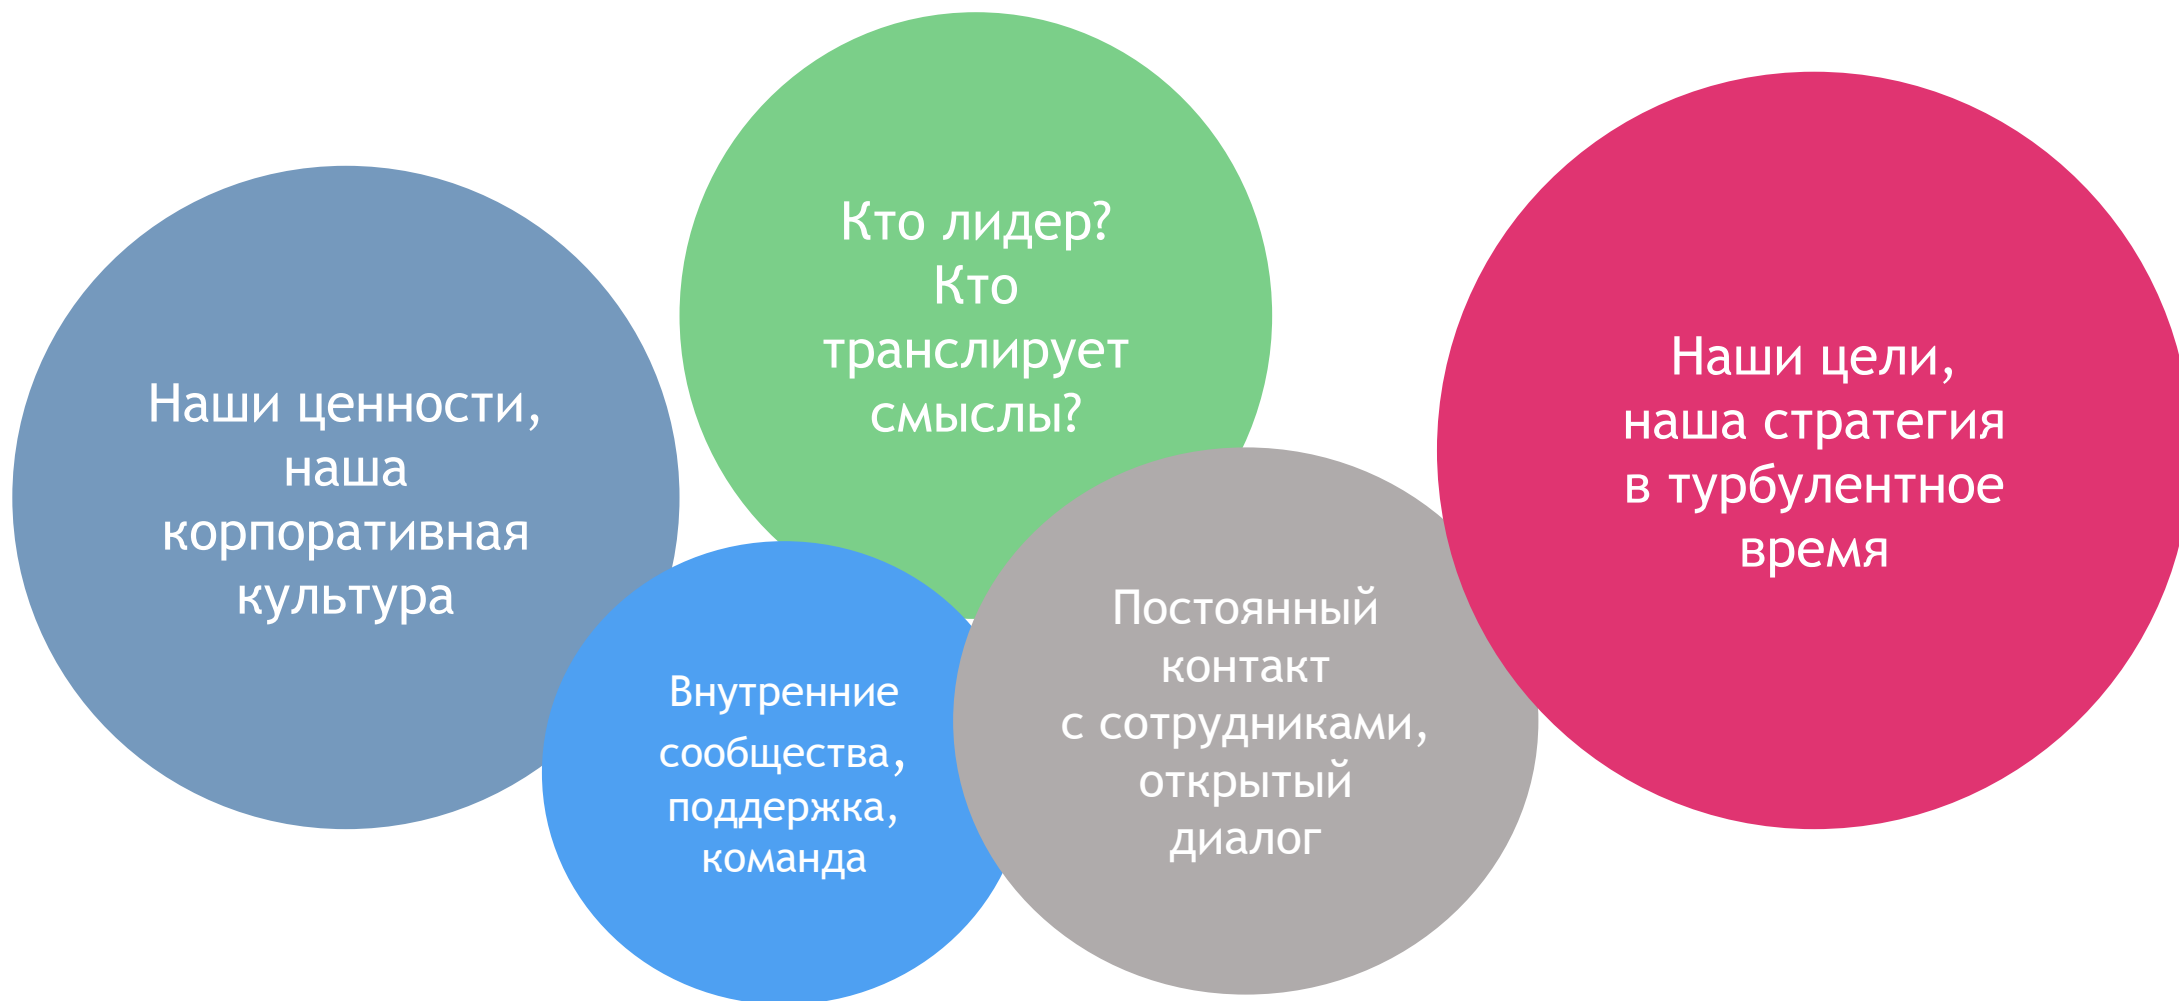 Наши ценности,
наша
корпоративная
культура
Кто лидер?
Кто
транслирует
смыслы?
Внутренние
сообщества,
поддержка,
команда
Постоянный
контакт
с сотрудниками,
открытый
диалог
Наши цели,
наша стратегия
в турбулентное
время